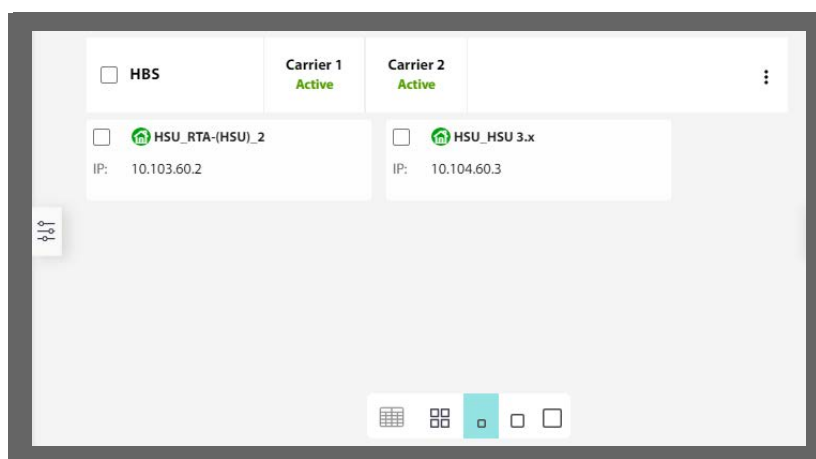 HBS
Carrier 1
Active
Carrier 2
Active
HSU_RTA-(HSU)_2
IP: 10.103.60.2
HSU_HSU 3.x
IP: 10.104.60.3